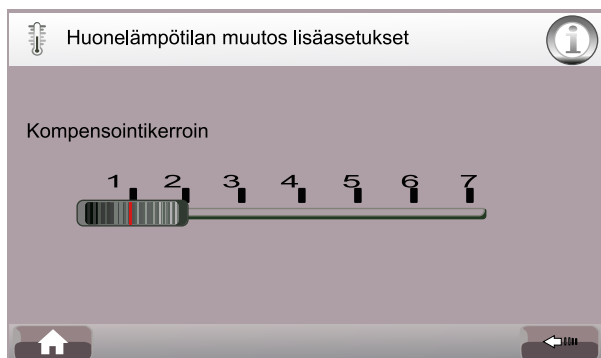 Huonelämpötilan muutos lisäasetukset
i
Kompensointikerroin
1 2 3 4 5 6 7